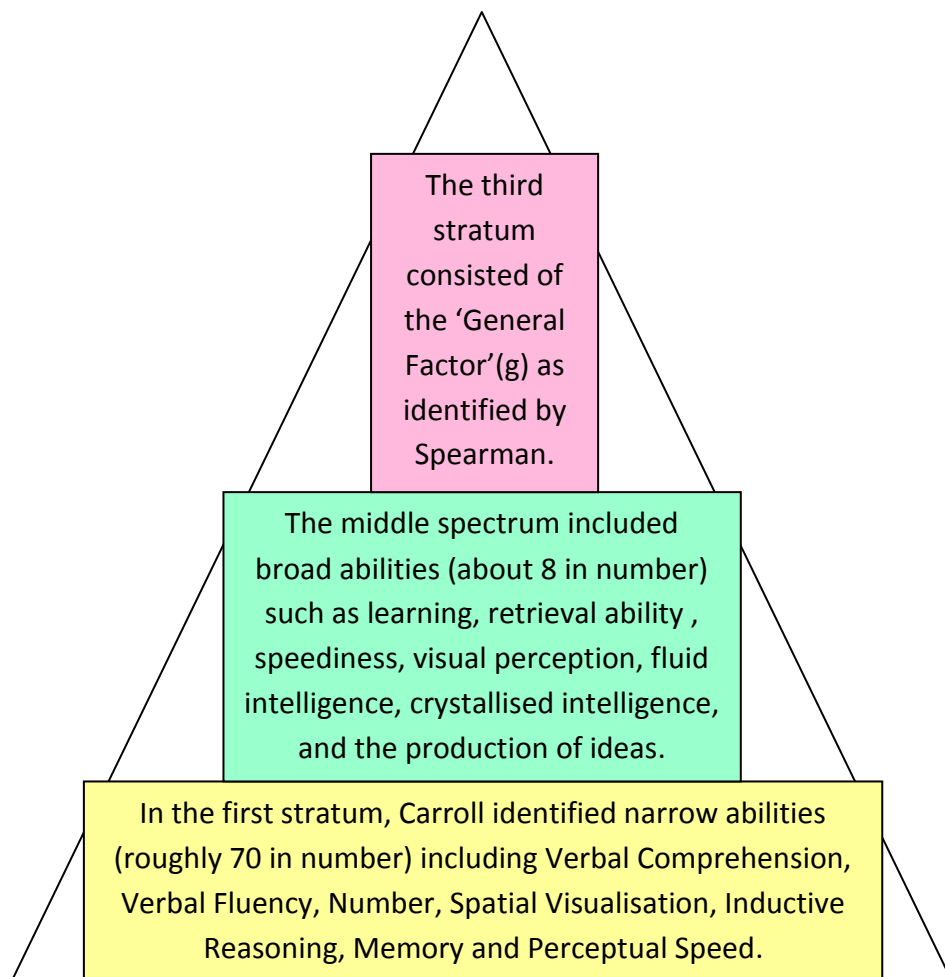 The third
stratum
consisted of
the ‘General
Factor’(g) as
identified by
Spearman.
The middle spectrum included
broad abilities (about 8 in number)
such as learning, retrieval ability ,
speediness, visual perception, fluid
intelligence, crystallised intelligence,
and the production of ideas.
In the first stratum, Carroll identified narrow abilities
(roughly 70 in number) including Verbal Comprehension,
Verbal Fluency, Number, Spatial Visualisation, Inductive
Reasoning, Memory and Perceptual Speed.